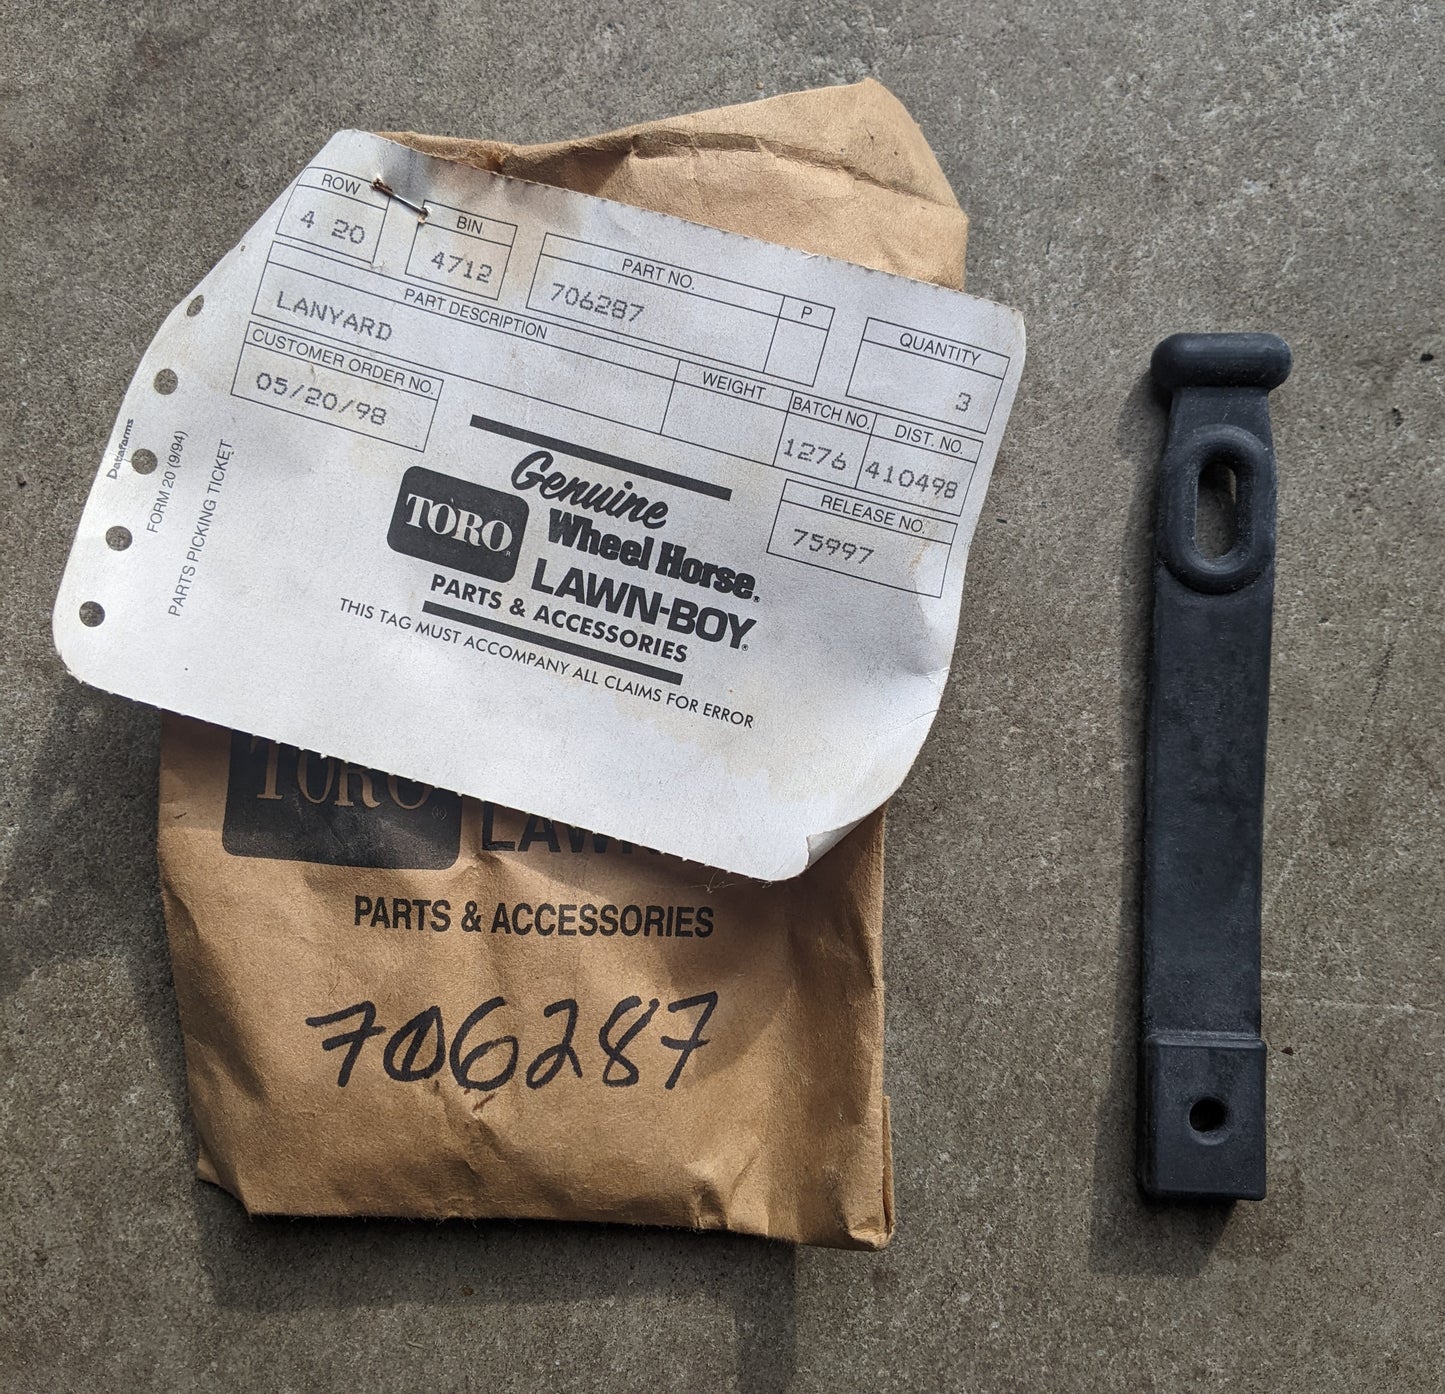 ROW
4 20
BIN
4712
PART NO.
706287
P
QUANTITY
3
PART DESCRIPTION
LANYARD
WEIGHT
BATCH NO.
1276
DIST. NO.
410498
CUSTOMER ORDER NO.
05/20/98
RELEASE NO.
75997
Datafarms
FORM 20 (9/94)
PARTS PICKING TICKET
Genuine
TORO®
Wheel Horse®
LAWN-BOY®
PARTS & ACCESSORIES
THIS TAG MUST ACCOMPANY ALL CLAIMS FOR ERROR
TORO®
PARTS & ACCESSORIES
706287